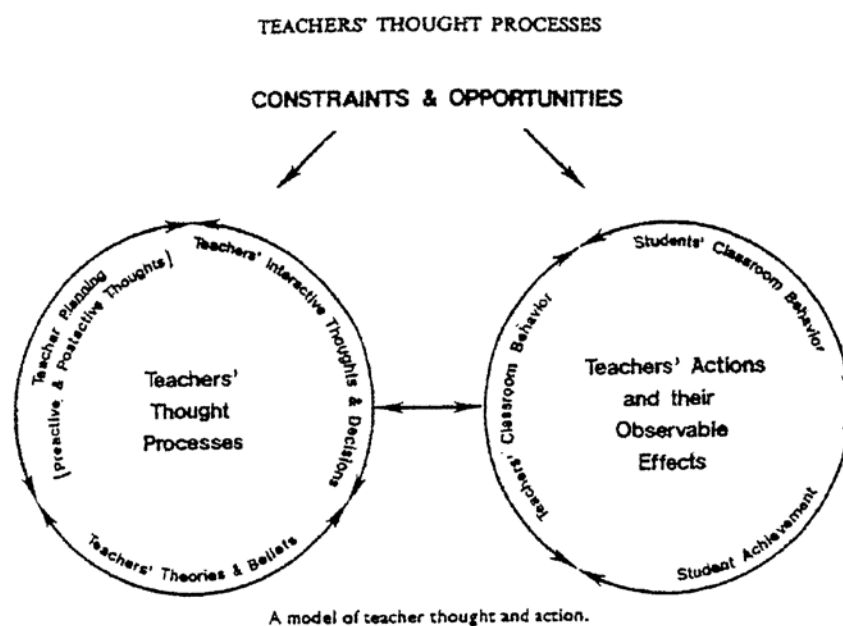 TEACHERS' THOUGHT PROCESSES
CONSTRAINTS & OPPORTUNITIES
Teacher Planning
[Preactive & Postactive Thoughts]
Teachers' Interactive Thoughts & Decisions
Teachers' Theories & Beliefs
Teachers'
Thought
Processes
Teachers' Classroom Behavior
Students' Classroom Behavior
Student Achievement
Teachers' Actions
and their
Observable
Effects
A model of teacher thought and action.